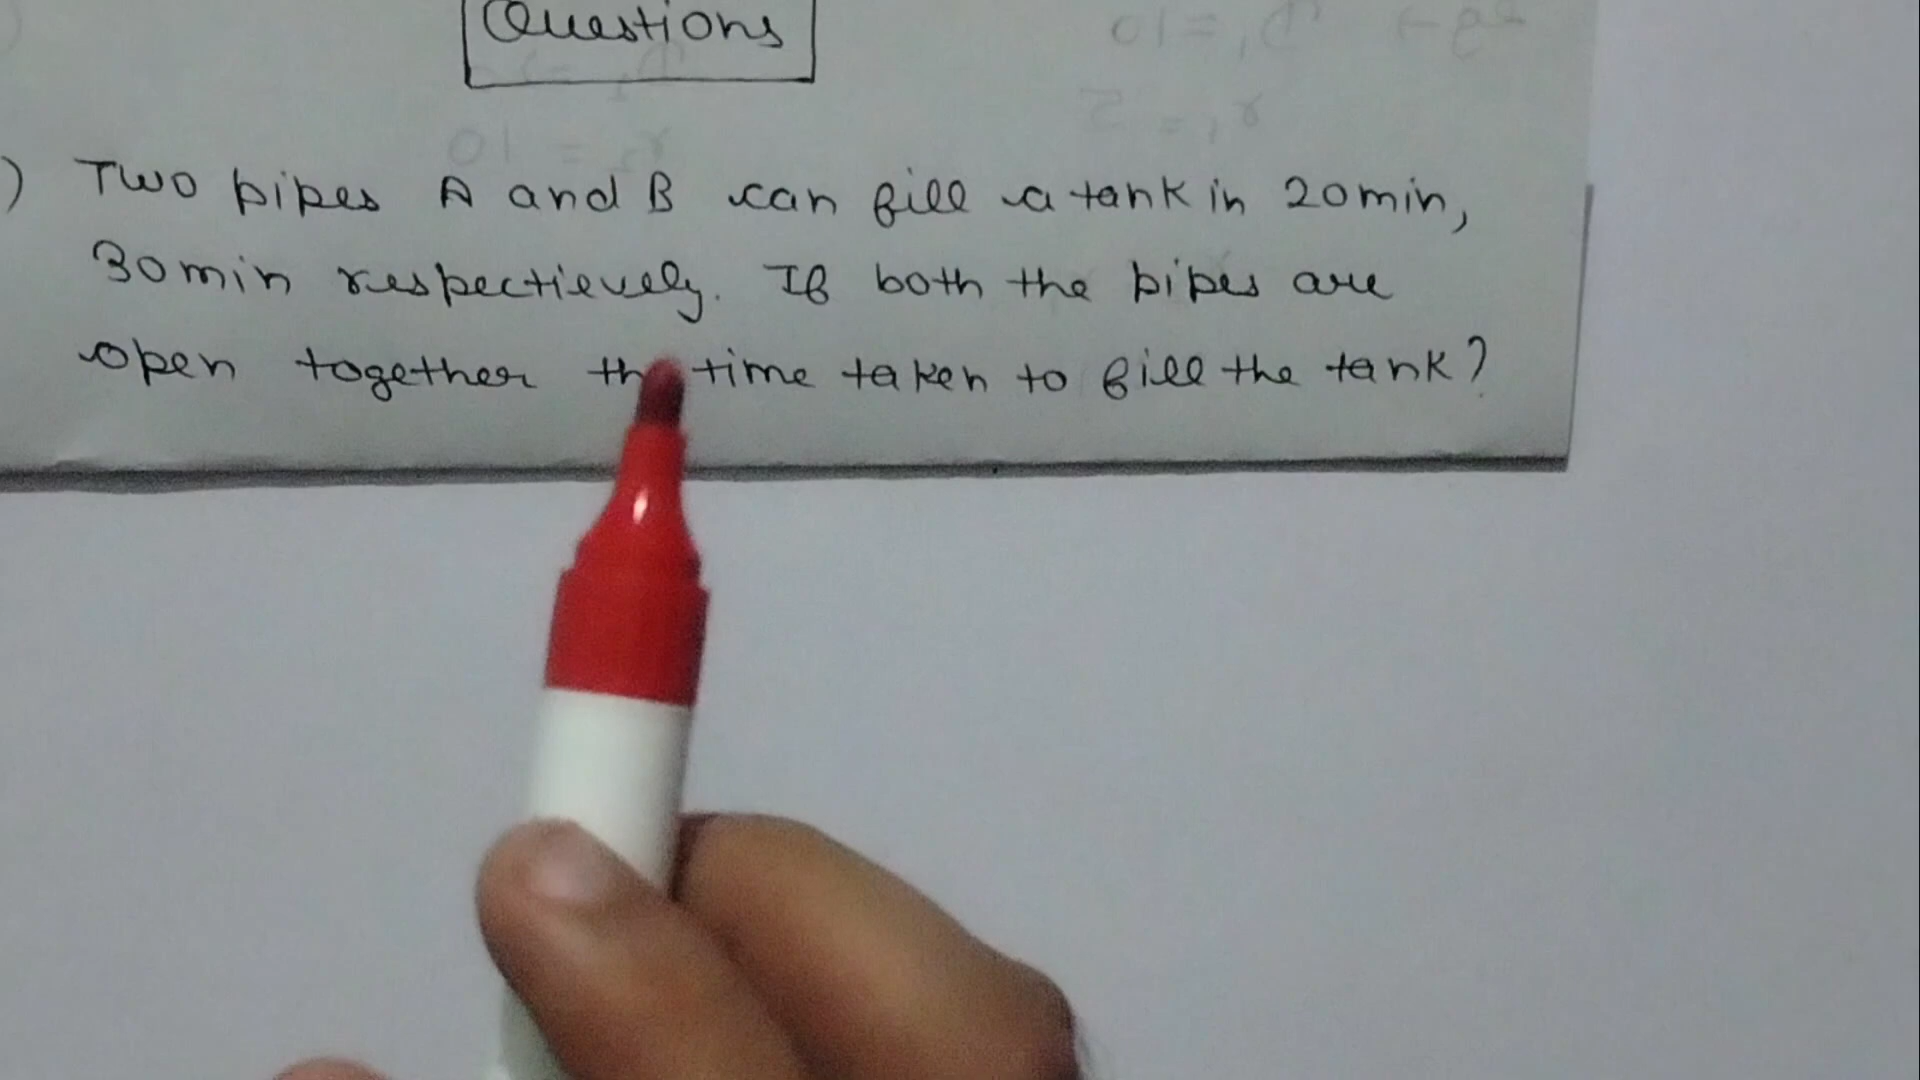 Questions
) Two pipes A and B can fill a tank in 20min,
30min respectievely. If both the pipes are
open together the time taken to fill the tank?